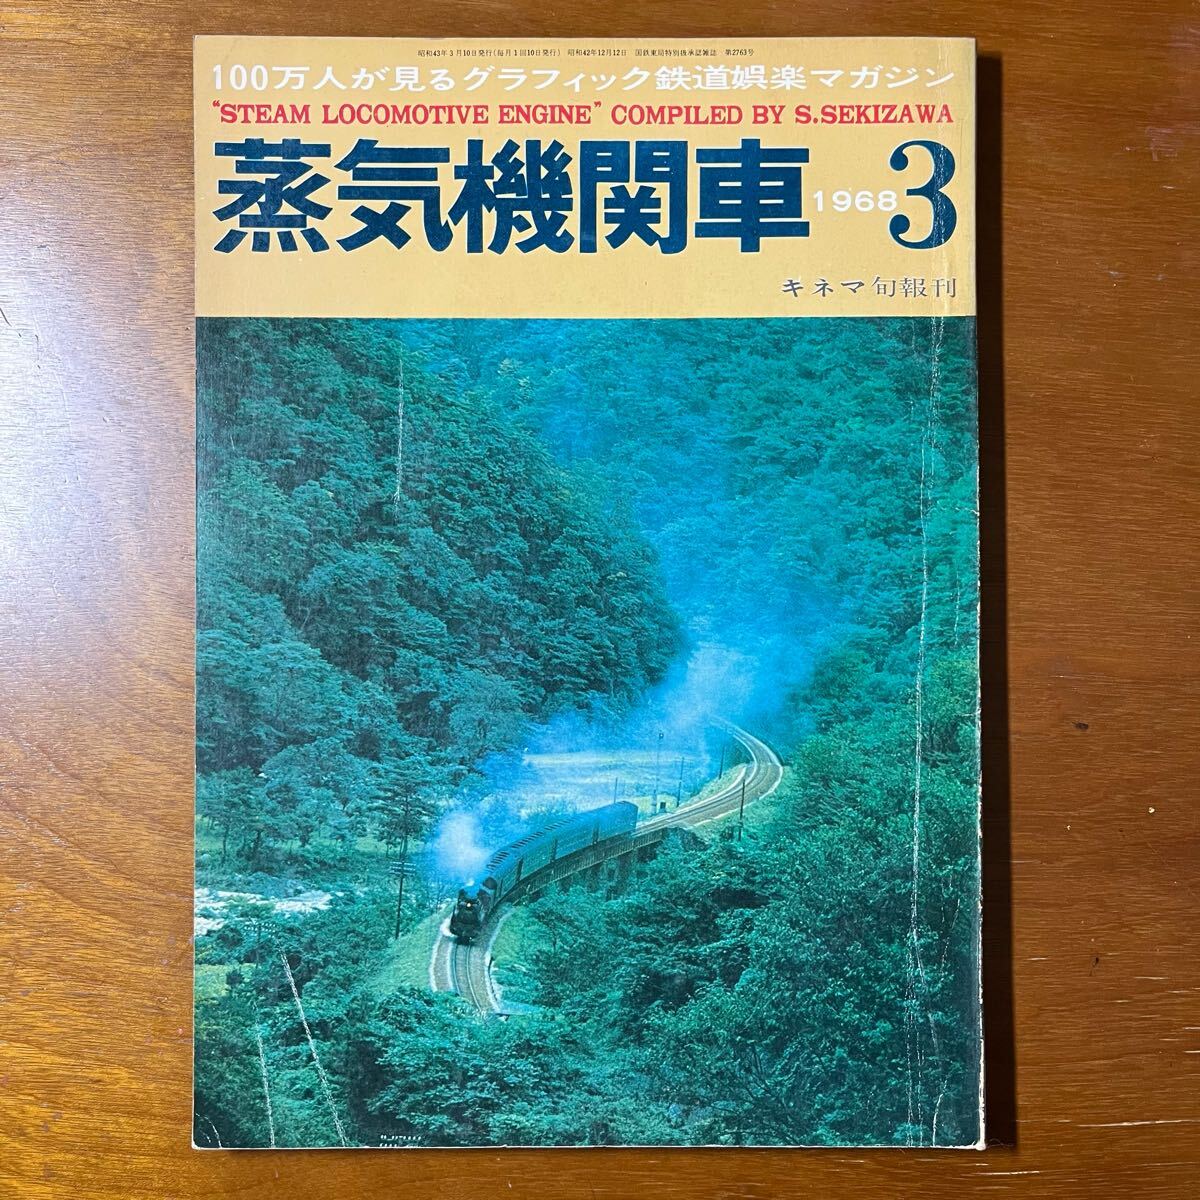 昭和43年3月10日発行(毎月1回10日発行) 昭和42年12月12日 国鉄東局特別扱承認雑誌 第2763号
100万人が見るグラフィック鉄道娯楽マガジン
“STEAM LOCOMOTIVE ENGINE” COMPILED BY S.SEKIZAWA
蒸気機関車 1968 3
キネマ旬報刊